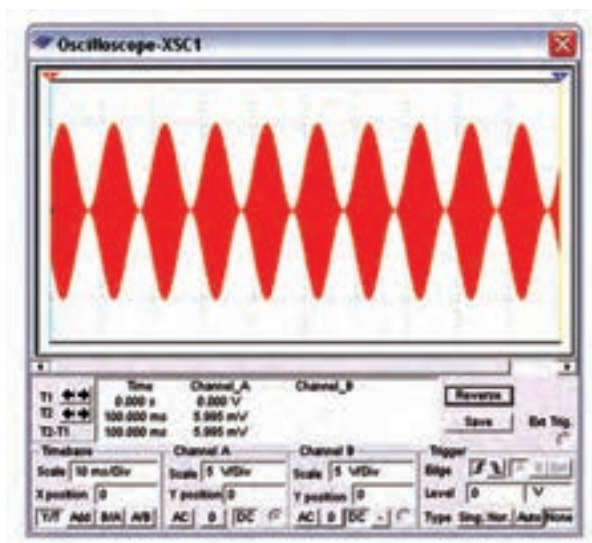 Oscilloscope-XSC1
Time Channel_A Channel_B
T1 0.000 s 0.000 V
T2 100.000 ms 5.995 mV
T2-T1 100.000 ms 5.995 mV
Reverse
Save Ext Trig.
Timebase Channel A Channel B Trigger
Scale 10 ms/Div Scale 5 V/Div Scale 5 V/Div Edge
X position 0 Y position 0 Y position 0 Level 0 V
Y/T Add B/A A/B AC 0 DC AC 0 DC - Type Sing. Nor. Auto None